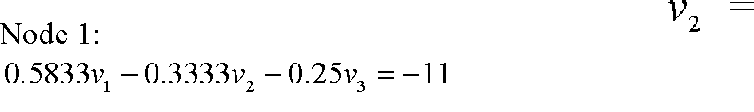 v₂ =
Node 1:
0.5833v₁ − 0.3333v₂ − 0.25v₃ = −11